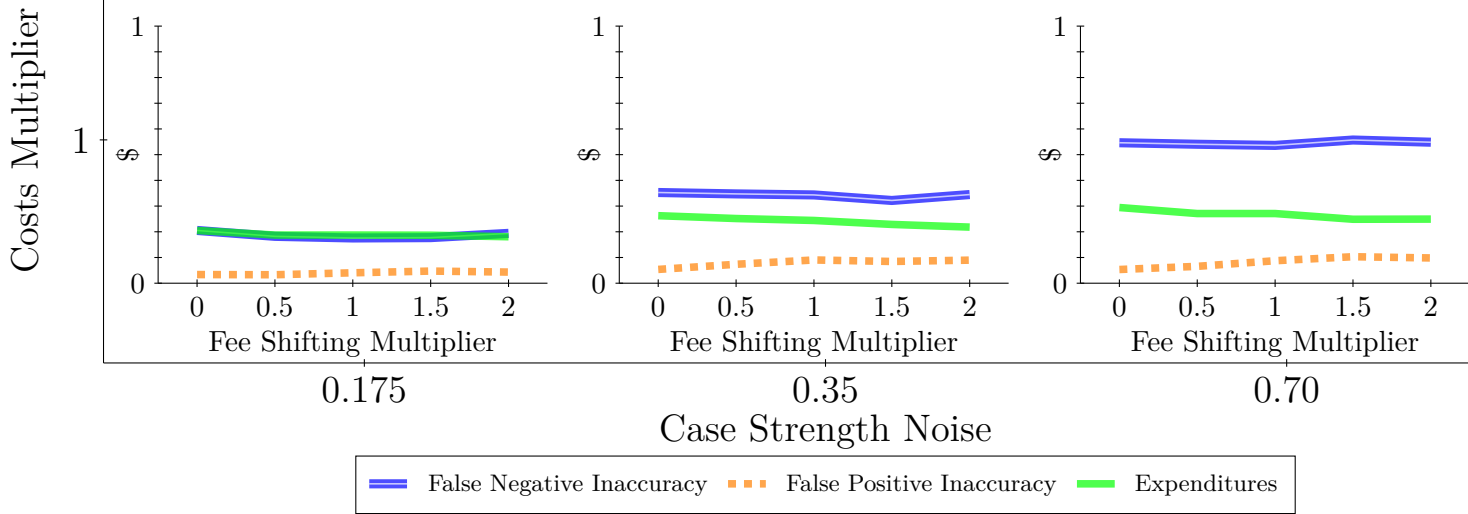 Costs Multiplier
1
1
$
0
0 0.5 1 1.5 2
Fee Shifting Multiplier
1
$
0
0 0.5 1 1.5 2
Fee Shifting Multiplier
1
$
0
0 0.5 1 1.5 2
Fee Shifting Multiplier
0.175 0.35 0.70
Case Strength Noise
False Negative Inaccuracy False Positive Inaccuracy Expenditures